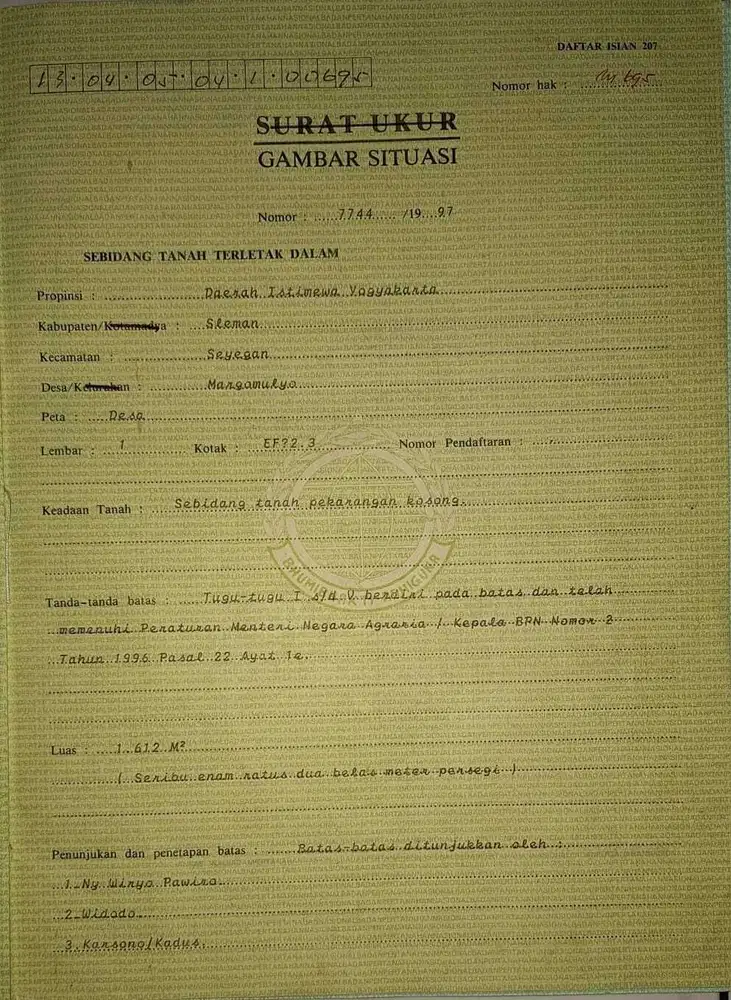 DAFTAR ISIAN 207
13.04.05.04.1.00695
Nomor hak : M 695
SURAT UKUR
GAMBAR SITUASI
Nomor : 7744 /19 97
SEBIDANG TANAH TERLETAK DALAM
Propinsi : Daerah Istimewa Yogyakarta
Kabupaten/Kotamadya : Sleman
Kecamatan : Seyegan
Desa/Kelurahan : Margamulyo
Peta : Desa
Lembar : 1 Kotak : EF?2.3 Nomor Pendaftaran :
Keadaan Tanah : Sebidang tanah pekarangan kosong.
BHUMI
Tanda-tanda batas : Tugu-tugu I s/d V berdiri pada batas dan telah
memenuhi Peraturan Menteri Negara Agraria / Kepala BPN Nomor 2
Tahun 1996 Pasal 22 Ayat 1e.
Luas : 1.612 M²
( Seribu enam ratus dua belas meter persegi )
Penunjukan dan penetapan batas : Batas-batas ditunjukkan oleh :
1. Ny Wiryo Pawiro
2. Widodo
3. Karsono/Kadus.